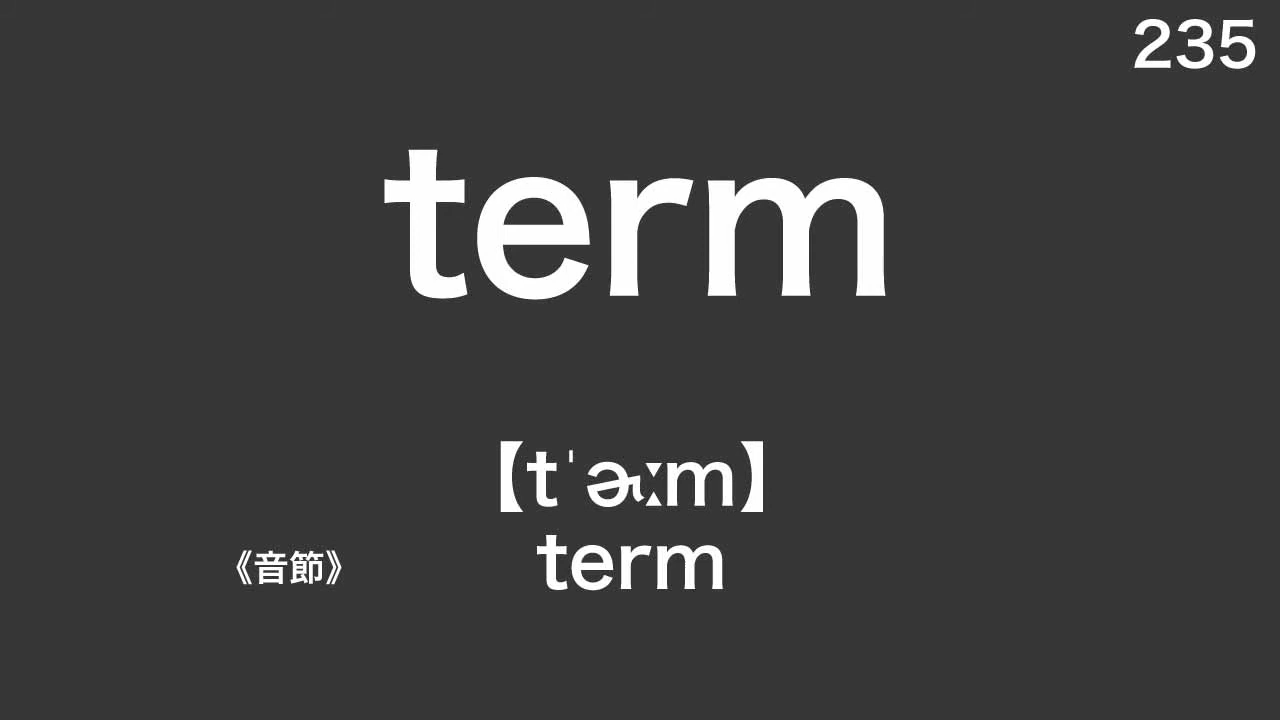 235
term
【tˈɚːm】
《音節》 term